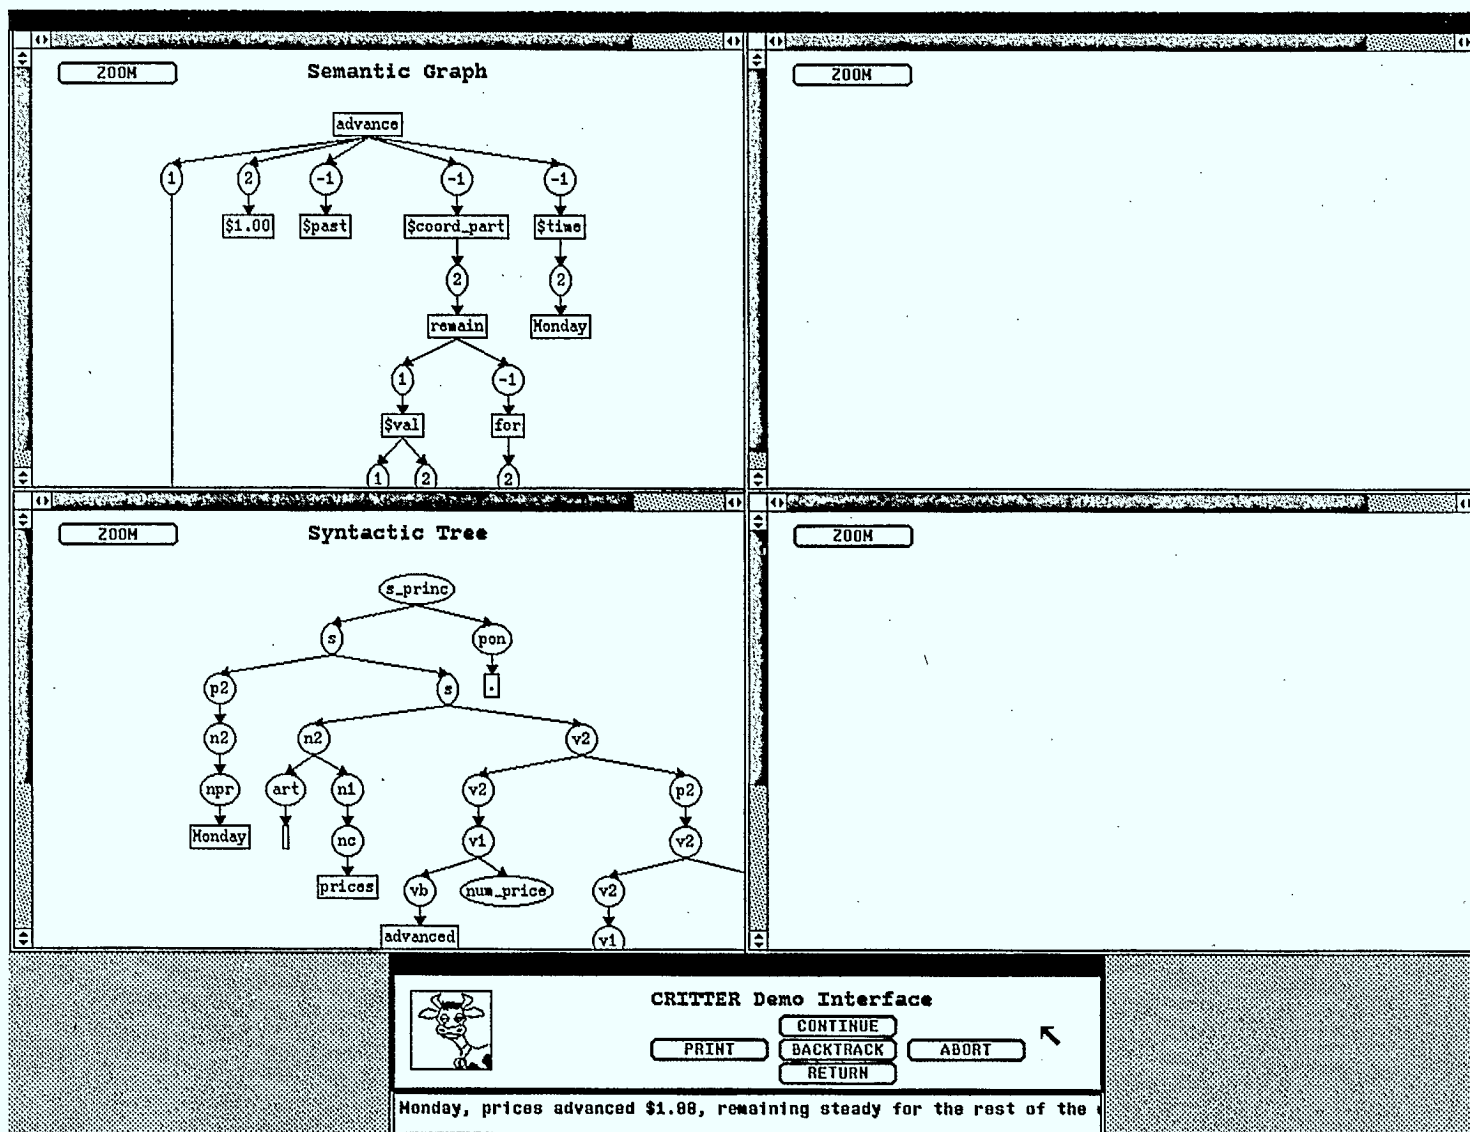 ZOOM Semantic Graph
ZOOM
advance
1 2 -1 -1 -1
$1.00 $past $coord_part $time
2 2
remain Monday
1 -1
$val for
1 2 2
ZOOM Syntactic Tree
ZOOM
s_princ
s pon
p2 s .
n2 n2 v2
npr art n1 v2 p2
Monday nc v1 v2
prices vb num_price v2
advanced v1
CRITTER Demo Interface
CONTINUE
PRINT BACKTRACK ABORT
RETURN
Monday, prices advanced $1.00, remaining steady for the rest of the